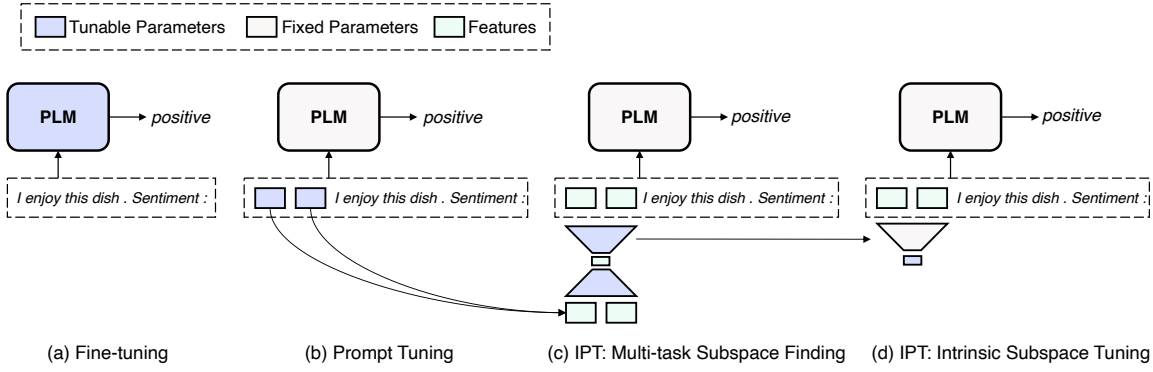 Tunable Parameters Fixed Parameters Features
PLM positive PLM positive PLM positive PLM positive
I enjoy this dish . Sentiment : I enjoy this dish . Sentiment : I enjoy this dish . Sentiment : I enjoy this dish . Sentiment :
(a) Fine-tuning (b) Prompt Tuning (c) IPT: Multi-task Subspace Finding (d) IPT: Intrinsic Subspace Tuning